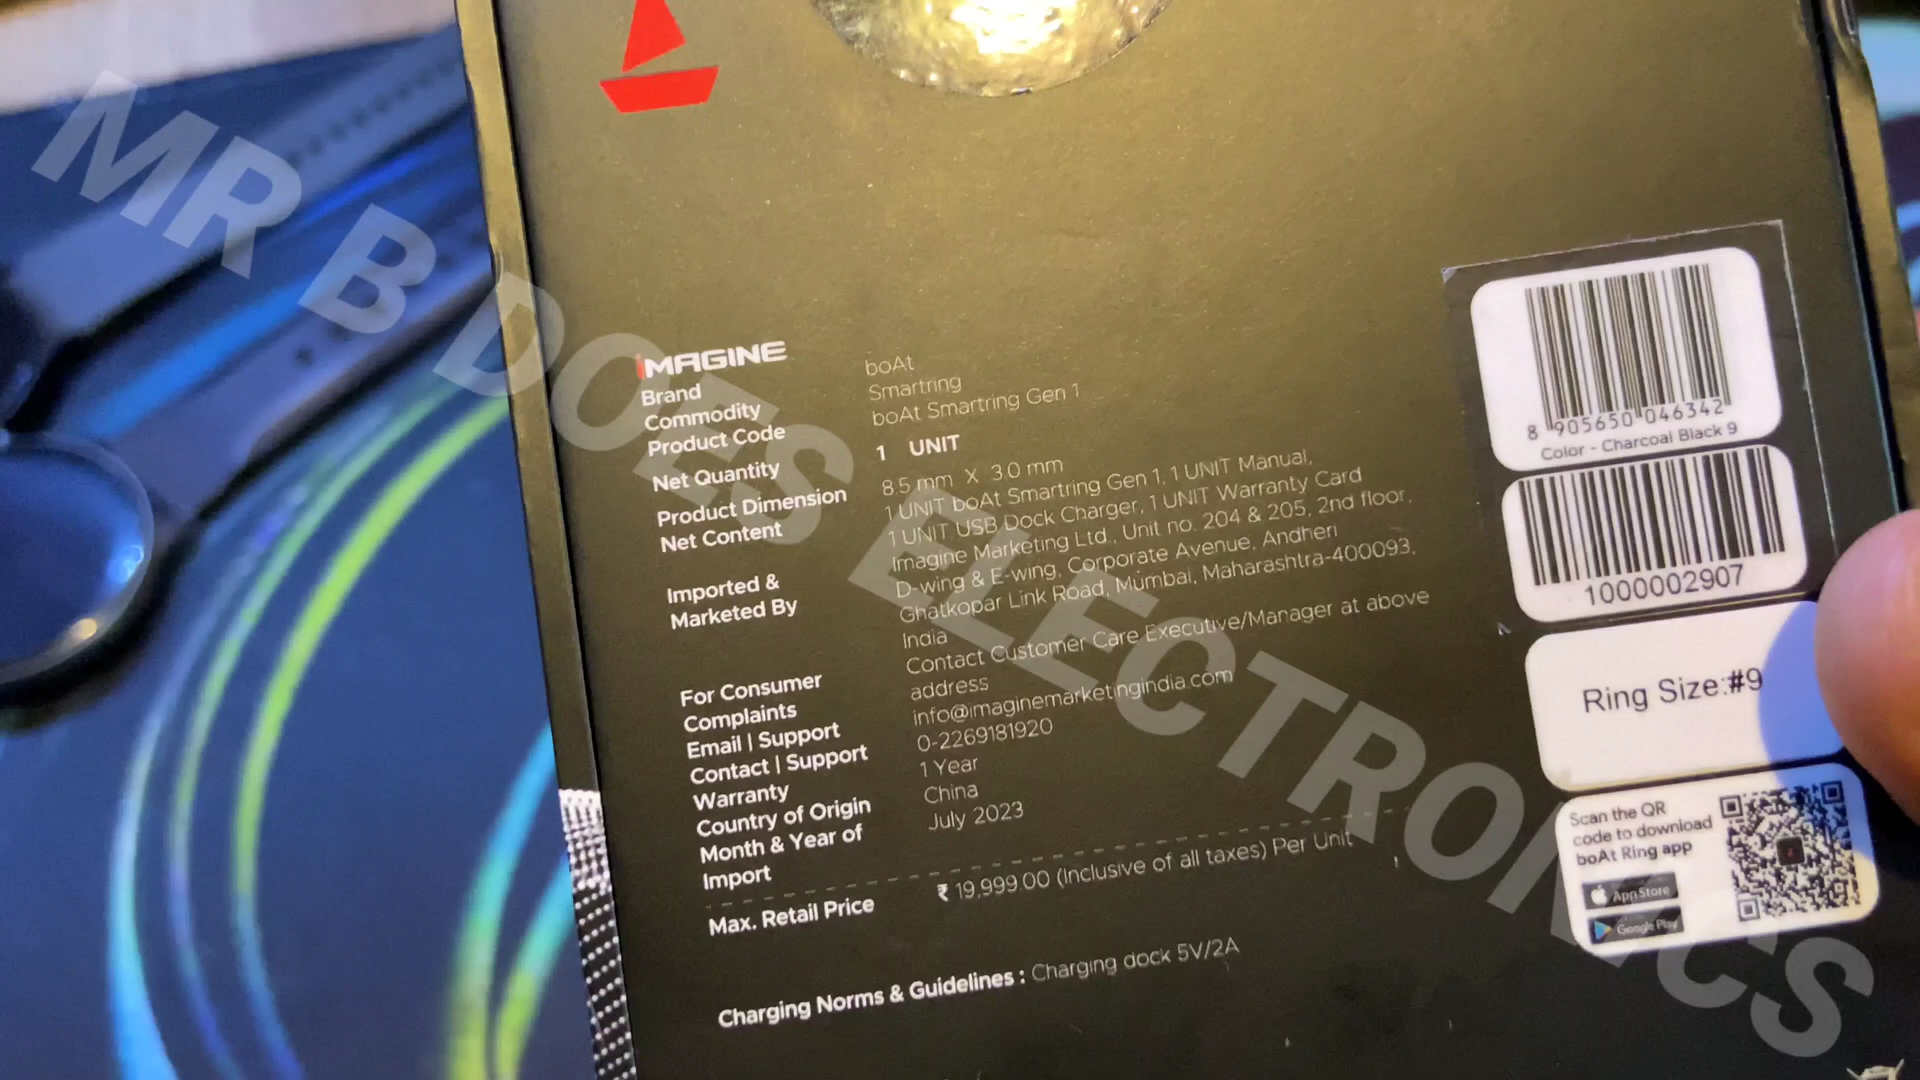 MR B DOES ELECTRONICS
iMAGINE
Brand boAt
Commodity Smartring
Product Code boAt Smartring Gen 1
Net Quantity 1 UNIT
Product Dimension 8.5 mm X 3.0 mm
Net Content 1 UNIT boAt Smartring Gen 1, 1 UNIT Manual,
1 UNIT USB Dock Charger, 1 UNIT Warranty Card
Imported &
Marketed By
Imagine Marketing Ltd., Unit no. 204 & 205, 2nd floor,
D-wing & E-wing, Corporate Avenue, Andheri
Ghatkopar Link Road, Mumbai, Maharashtra-400093,
India
For Consumer
Complaints
Contact Customer Care Executive/Manager at above
address
Email | Support info@imaginemarketingindia.com
Contact | Support 0-2269181920
Warranty 1 Year
Country of Origin China
Month & Year of
Import
July 2023
Max. Retail Price ₹ 19,999.00 (Inclusive of all taxes) Per Unit
Charging Norms & Guidelines : Charging dock 5V/2A
8 905650 046342
Color - Charcoal Black 9
1000002907
Ring Size:#9
Scan the QR
code to download
boAt Ring app
App Store
Google Play